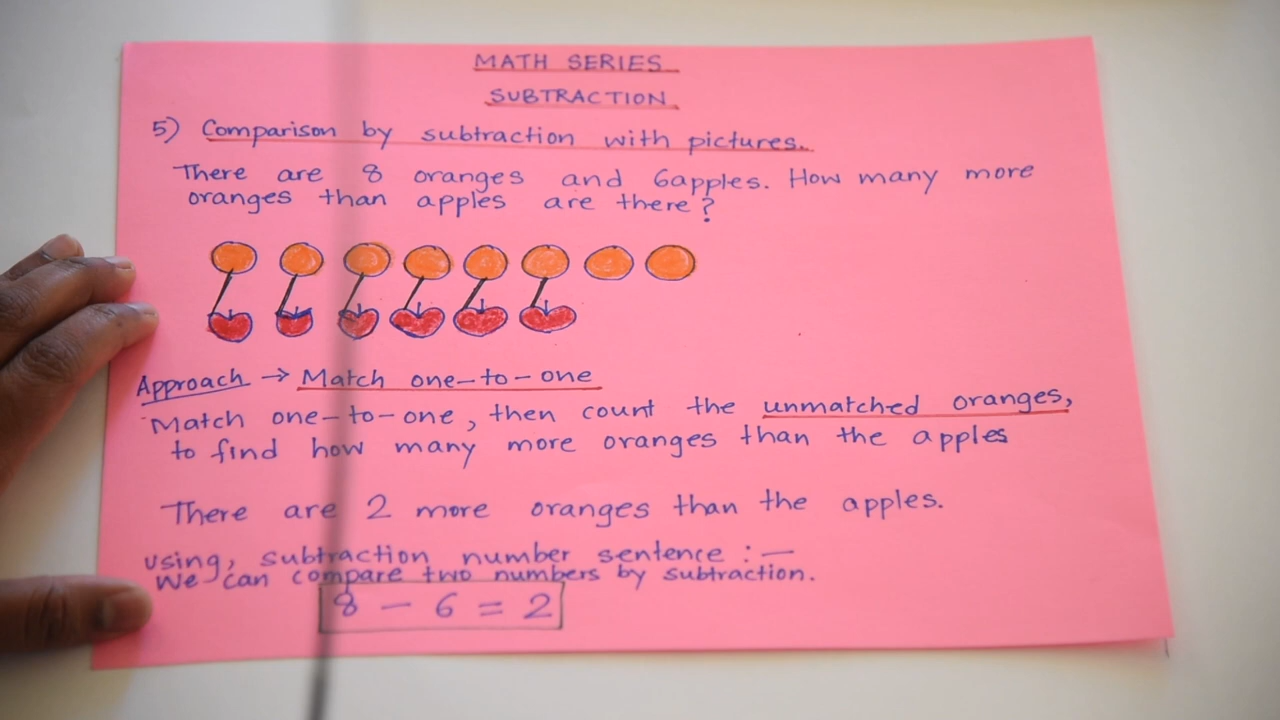 MATH SERIES
SUBTRACTION
5) Comparison by subtraction with pictures.
There are 8 oranges and 6apples. How many more
oranges than apples are there?
Approach → Match one-to-one
Match one-to-one, then count the unmatched oranges,
to find how many more oranges than the apples
There are 2 more oranges than the apples.
using, subtraction number sentence :—
We can compare two numbers by subtraction.
8 - 6 = 2